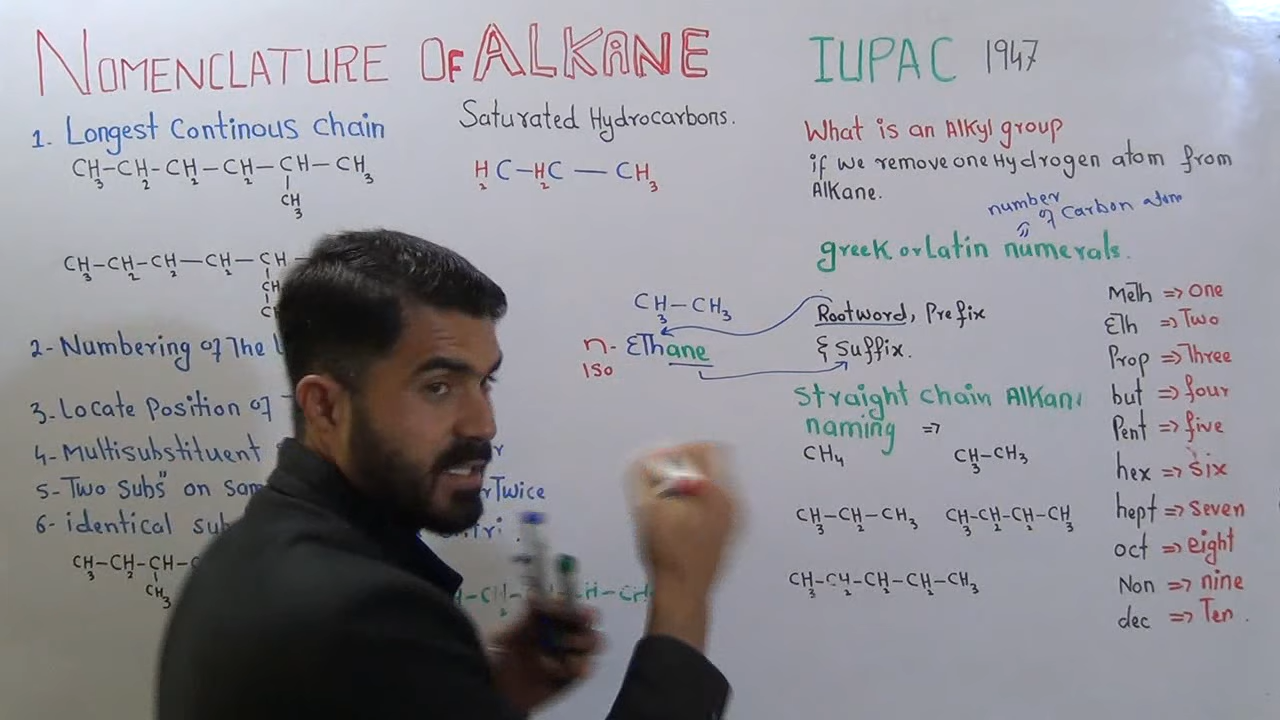 NOMENCLATURE OF ALKANE
1. Longest Continous Chain
CH3-CH2-CH2-CH2-CH-CH3
CH3
CH3-CH2-CH2-CH2-CH-
2- Numbering of The
3- Locate Position of
4- Multisubstituent
5- Two Subs" on Twice
6- identical
CH3-CH2-CH-
CH3
Saturated Hydrocarbons.
H2C-H2C-CH3
CH3-CH3
n- Ethane
Iso
IUPAC 1947
What is an Alkyl group
if we remove one Hydrogen atom from
Alkane.
number
of Carbon atom
greek or Latin numerals.
Rootword, Prefix
& Suffix.
Straight chain Alkan
naming =>
CH4 CH3-CH3
CH3-CH2-CH3 CH3-CH2-CH2-CH3
CH3-CH2-CH2-CH2-CH3
Meth => One
Eth => Two
Prop => Three
but => four
Pent => five
hex => six
hept => seven
oct => eight
Non => nine
dec => Ten.